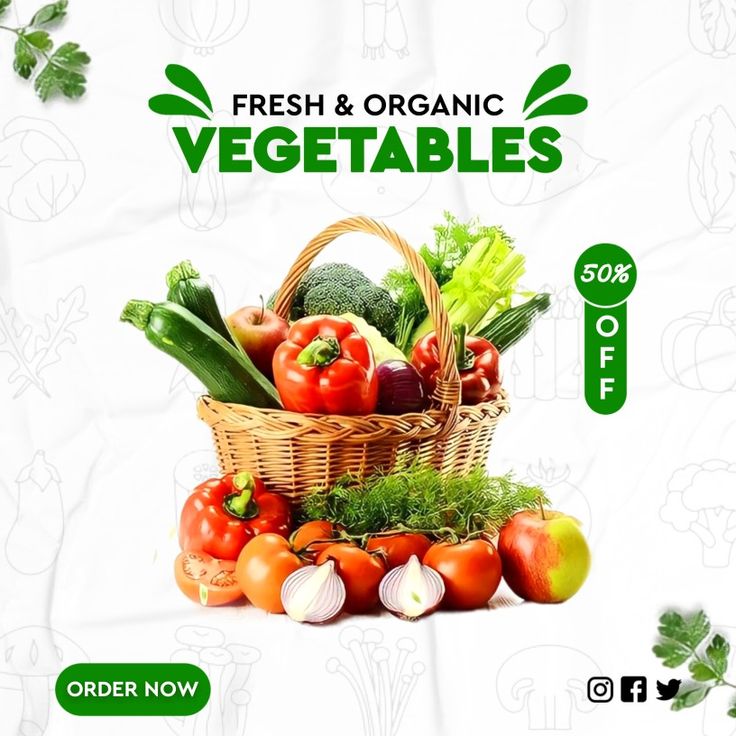 FRESH & ORGANIC
VEGETABLES
50%
OFF
ORDER NOW